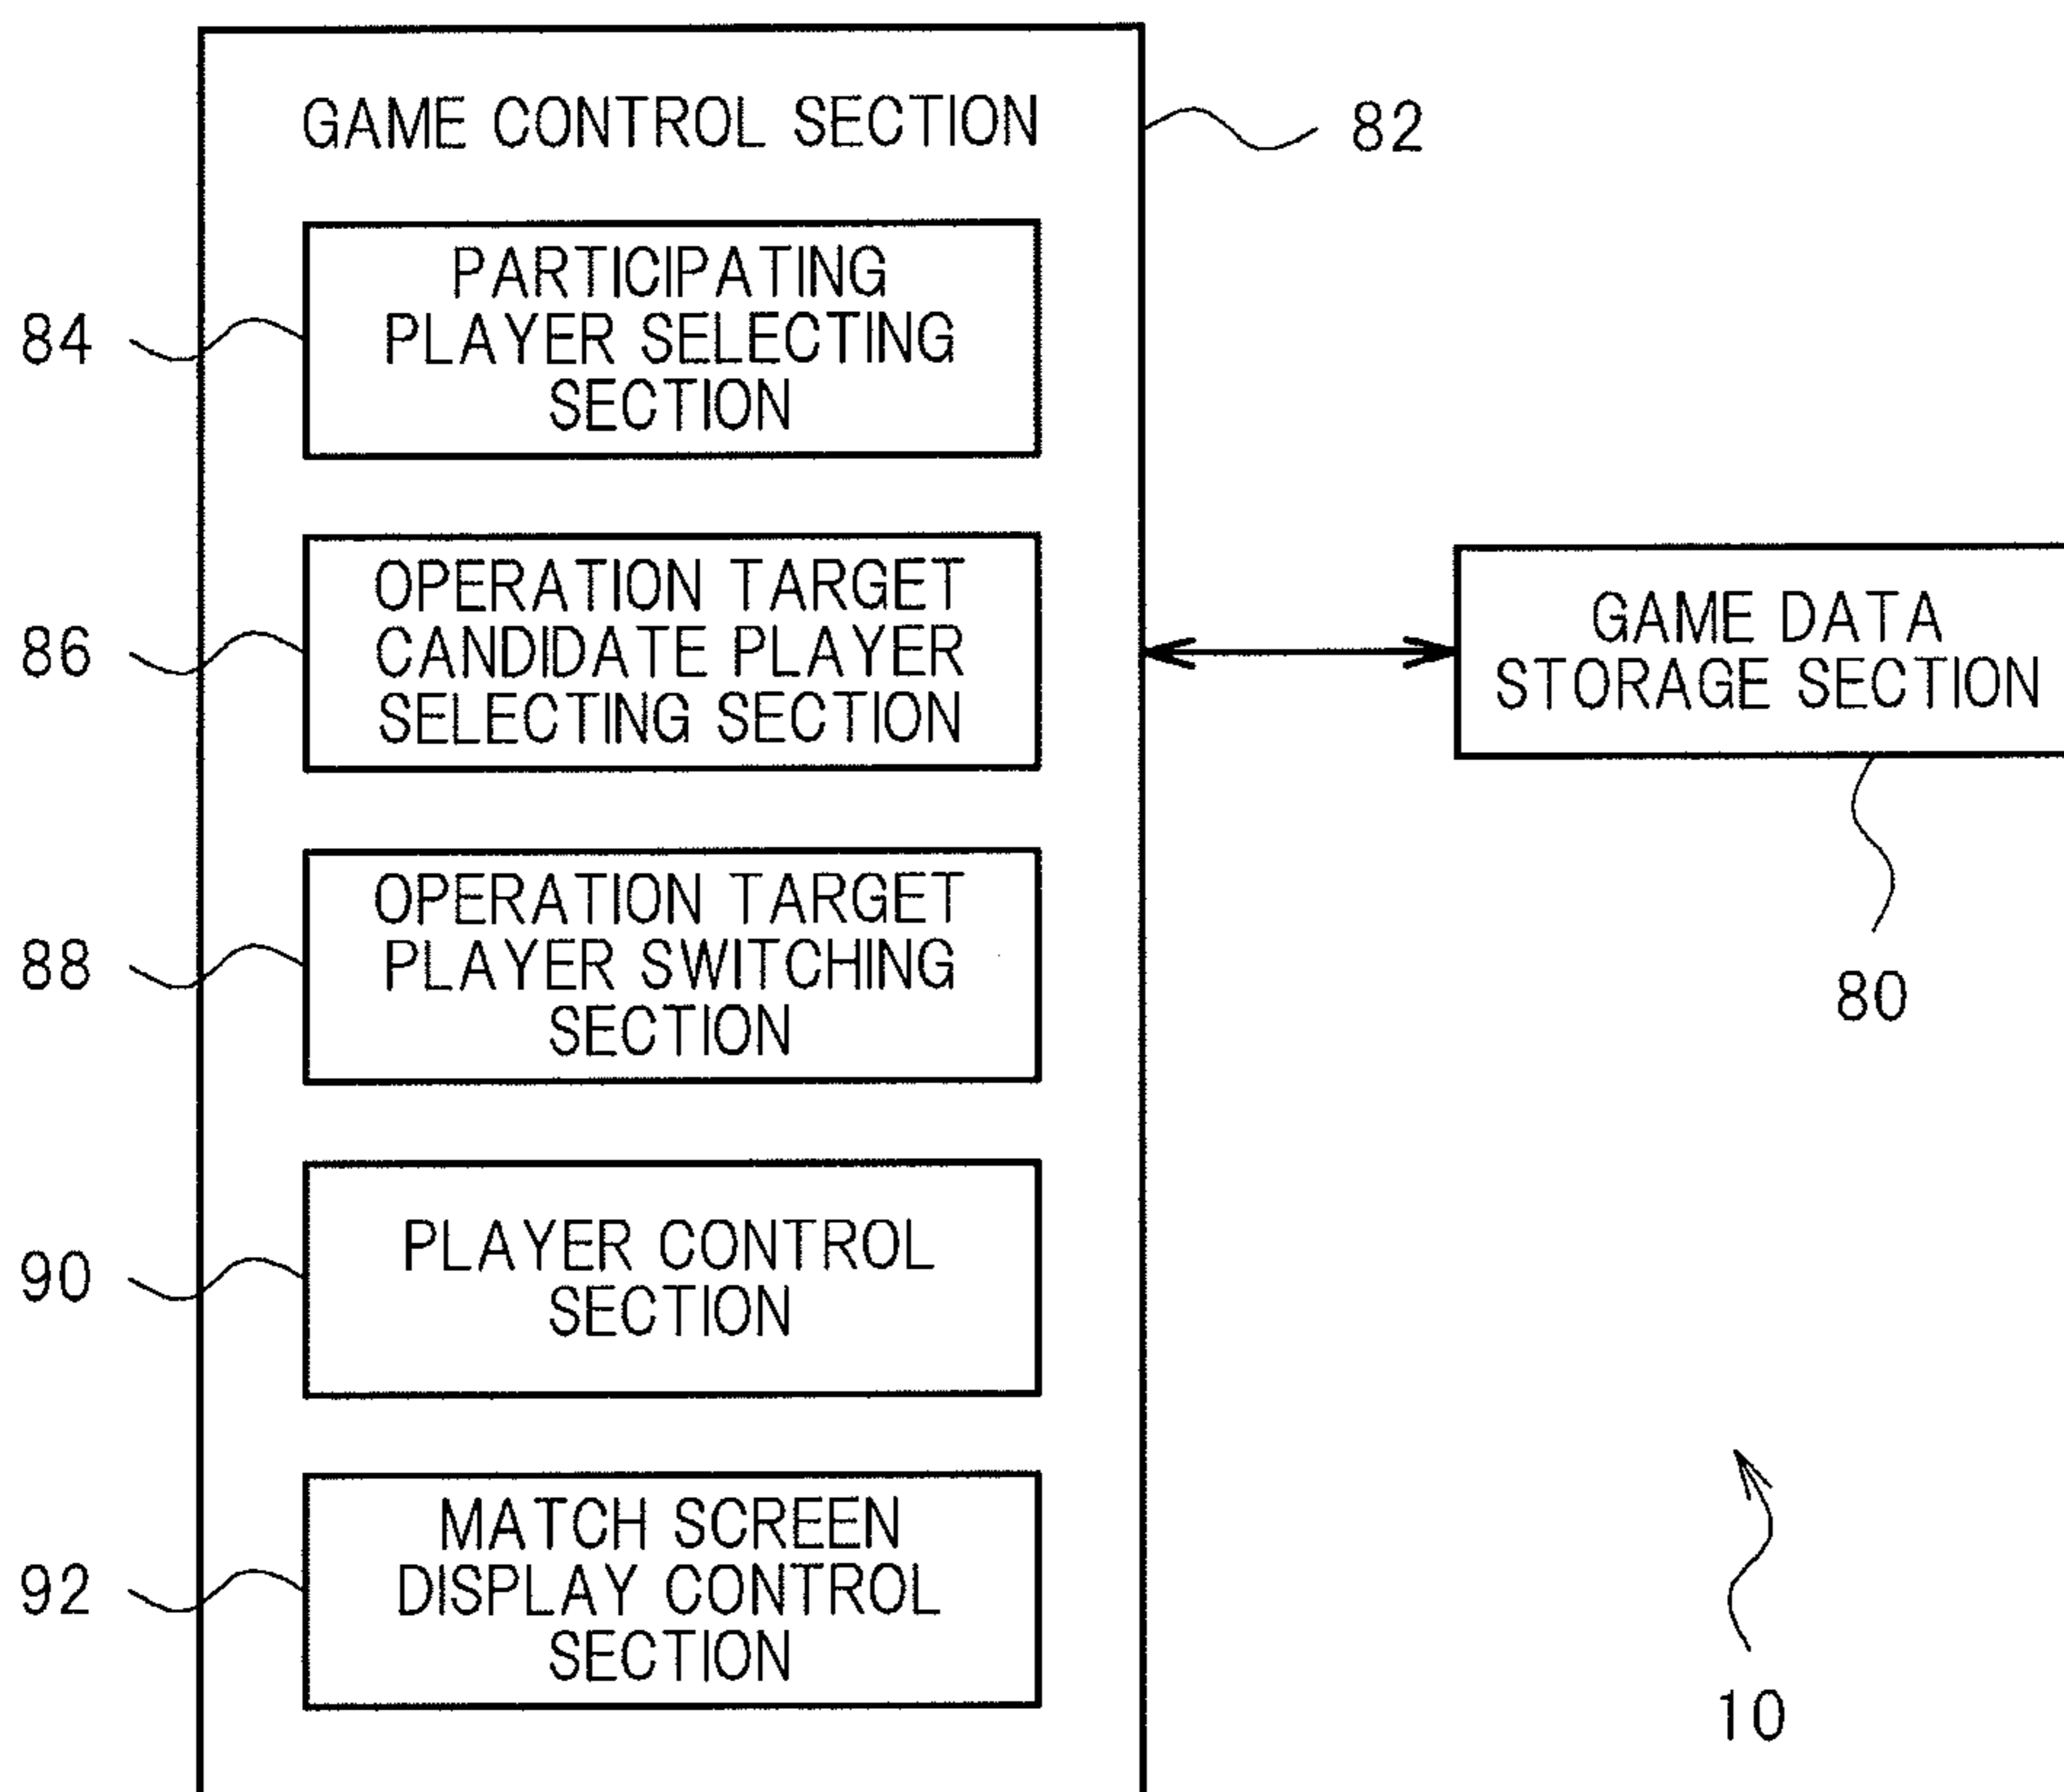 GAME CONTROL SECTION
82
PARTICIPATING
PLAYER SELECTING
SECTION
84
OPERATION TARGET
CANDIDATE PLAYER
SELECTING SECTION
86
GAME DATA
STORAGE SECTION
80
OPERATION TARGET
PLAYER SWITCHING
SECTION
88
PLAYER CONTROL
SECTION
90
MATCH SCREEN
DISPLAY CONTROL
SECTION
92
10